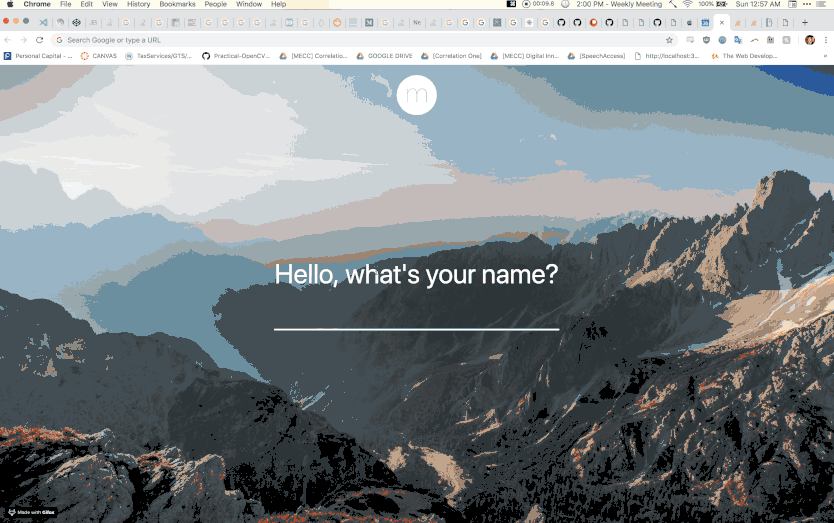 Chrome File Edit View History Bookmarks People Window Help 00:09.8 2:00 PM - Weekly Meeting 100% Sun 12:57 AM
Search Google or type a URL
Personal Capital - ... CANVAS TaxServices/GTS/... Practical-OpenCV... [MECC] Correlatio... GOOGLE DRIVE [Correlation One] [MECC] Digital Inn... [SpeechAccess] http://localhost:3... The Web Develop...
m
Hello, what's your name?
Made with Gifox